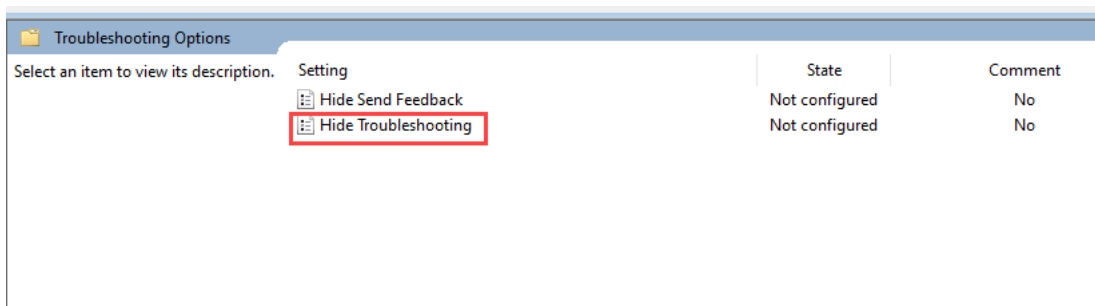 Troubleshooting Options
Select an item to view its description.
Setting State Comment
Hide Send Feedback Not configured No
Hide Troubleshooting Not configured No